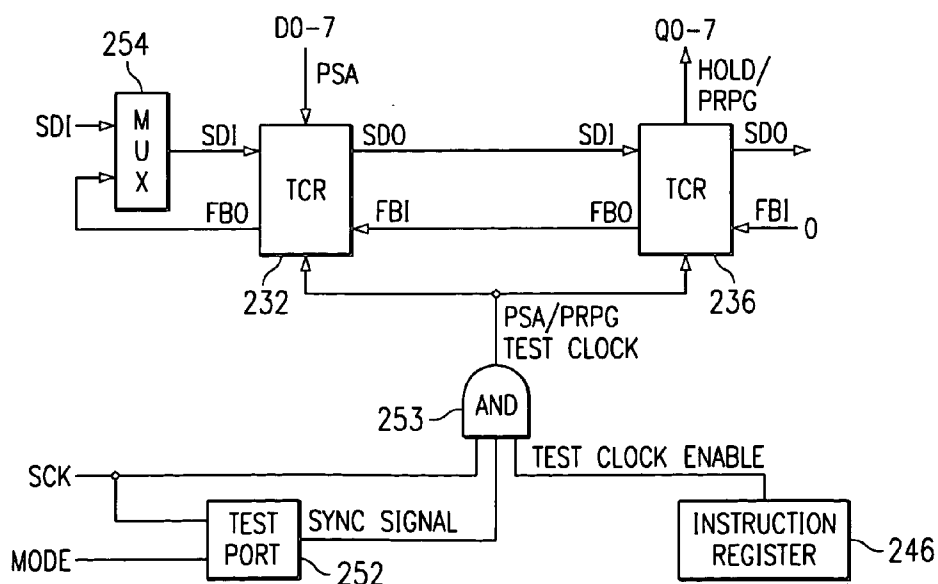 D0-7
Q0-7
254
PSA
HOLD/
PRPG
SDI
M
U
X
SDI
TCR
SDO
SDI
TCR
SDO
FBO
FBI
FBO
FBI
0
232
236
PSA/PRPG
TEST CLOCK
253
AND
TEST CLOCK ENABLE
SCK
TEST
PORT
SYNC SIGNAL
INSTRUCTION
REGISTER
246
MODE
252